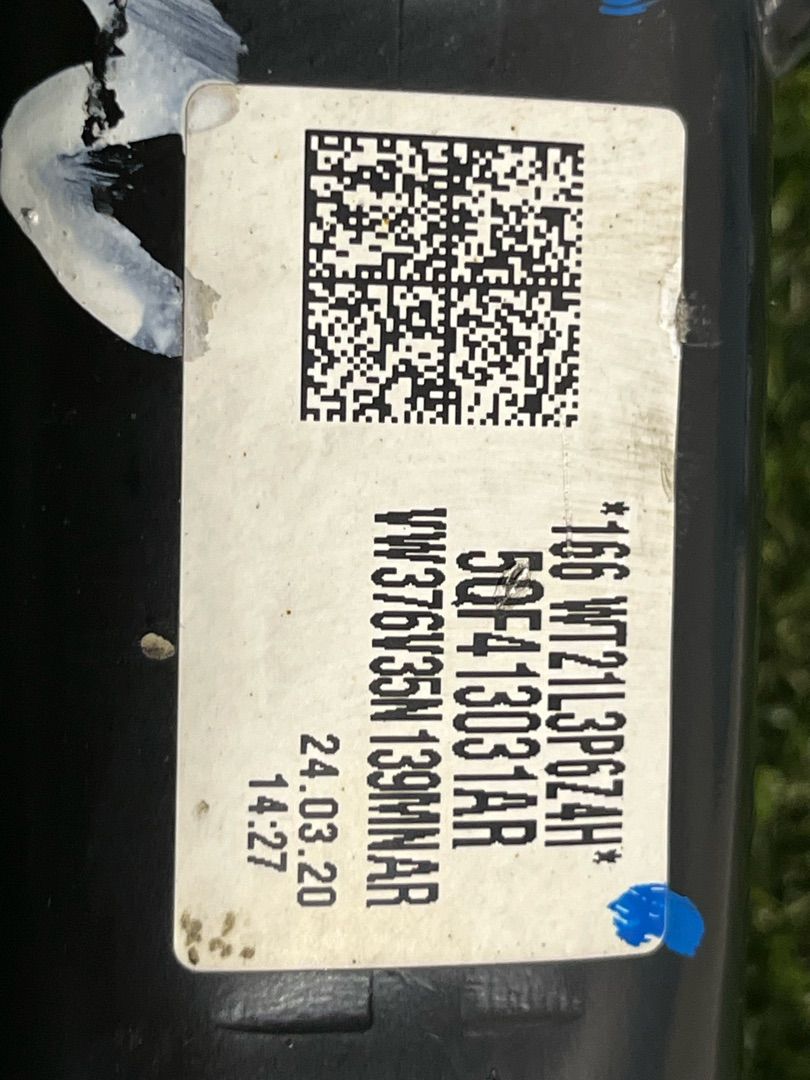 *166 WT21L3P6Z4H*
5QF413031AR
VW376V35N139MNAR
24.03.20
14:27